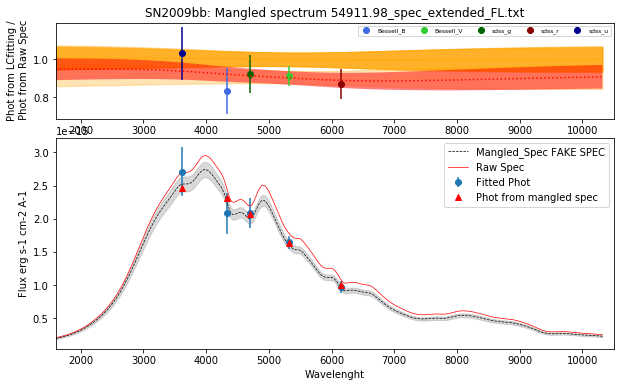 SN2009bb: Mangled spectrum 54911.98_spec_extended_FL.txt
Phot from LCfitting /
Phot from Raw Spec
1.0
0.8
Bessell_B
Bessell_V
sdss_g
sdss_r
sdss_u
2000 3000 4000 5000 6000 7000 8000 9000 10000
Flux erg s-1 cm-2 A-1
3.0
2.5
2.0
1.5
1.0
0.5
Mangled_Spec FAKE SPEC
Raw Spec
Fitted Phot
Phot from mangled spec
2000 3000 4000 5000 6000 7000 8000 9000 10000
Wavelenght